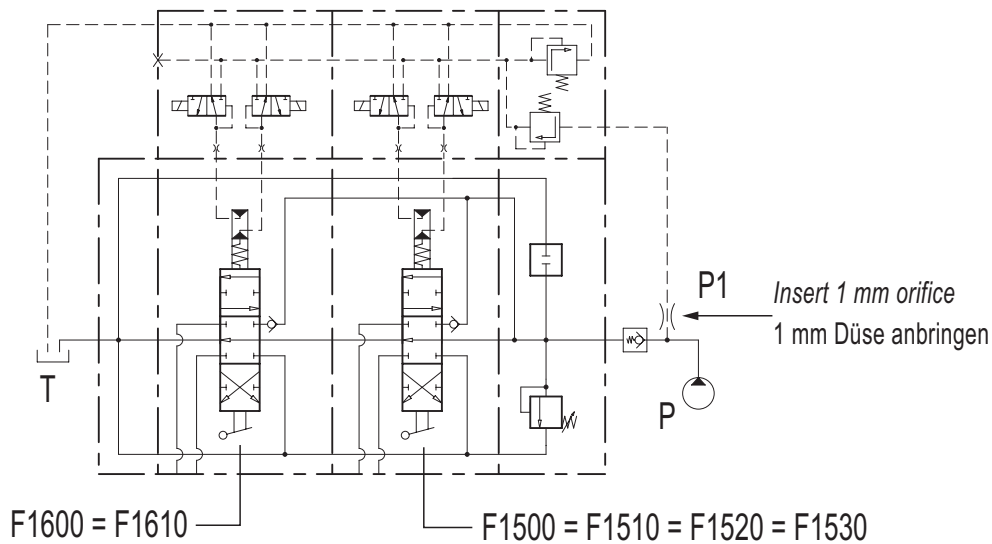 P1
Insert 1 mm orifice
1 mm Düse anbringen
T
P
F1600 = F1610
F1500 = F1510 = F1520 = F1530